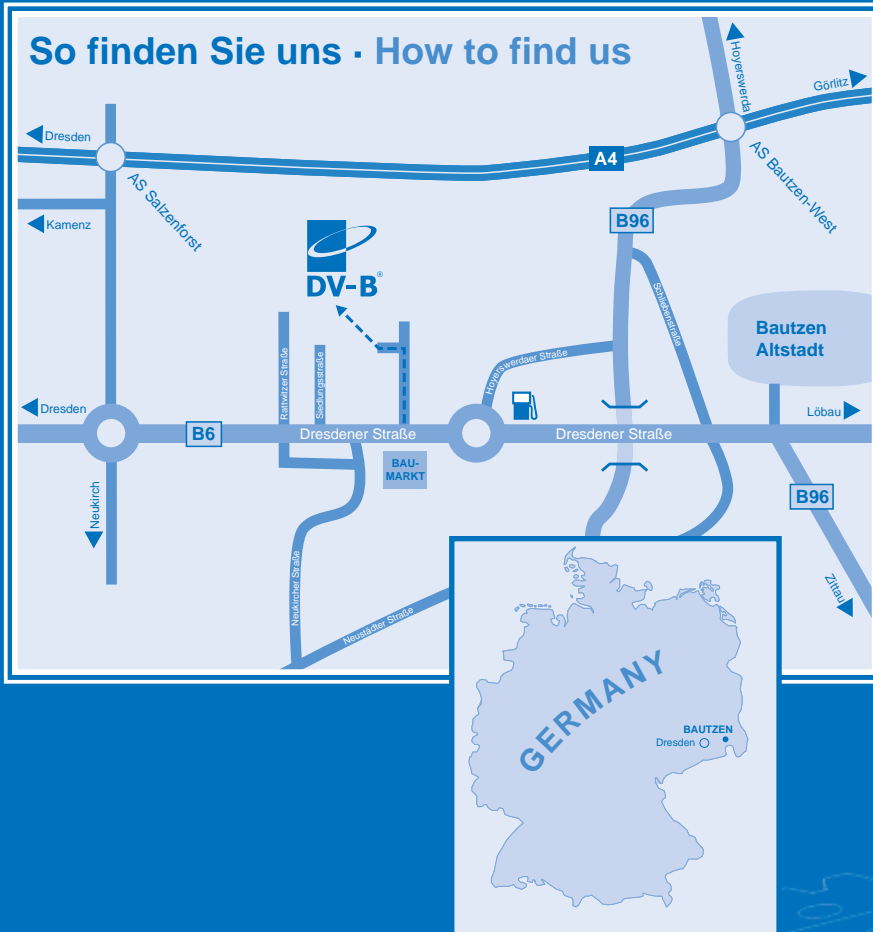 So finden Sie uns · How to find us
Hoyerswerda
Görlitz
Dresden
A4
AS Salzenforst
AS Bautzen-West
Kamenz
B96
DV-B®
Schliebenstraße
Bautzen
Altstadt
Rattwitzer Straße
Siedlungsstraße
Hoyerswerdaer Straße
Dresden
Löbau
B6
Dresdener Straße
Dresdener Straße
BAU-
MARKT
B96
Neukirch
Neukircher Straße
Neustädter Straße
Zittau
GERMANY
BAUTZEN
Dresden